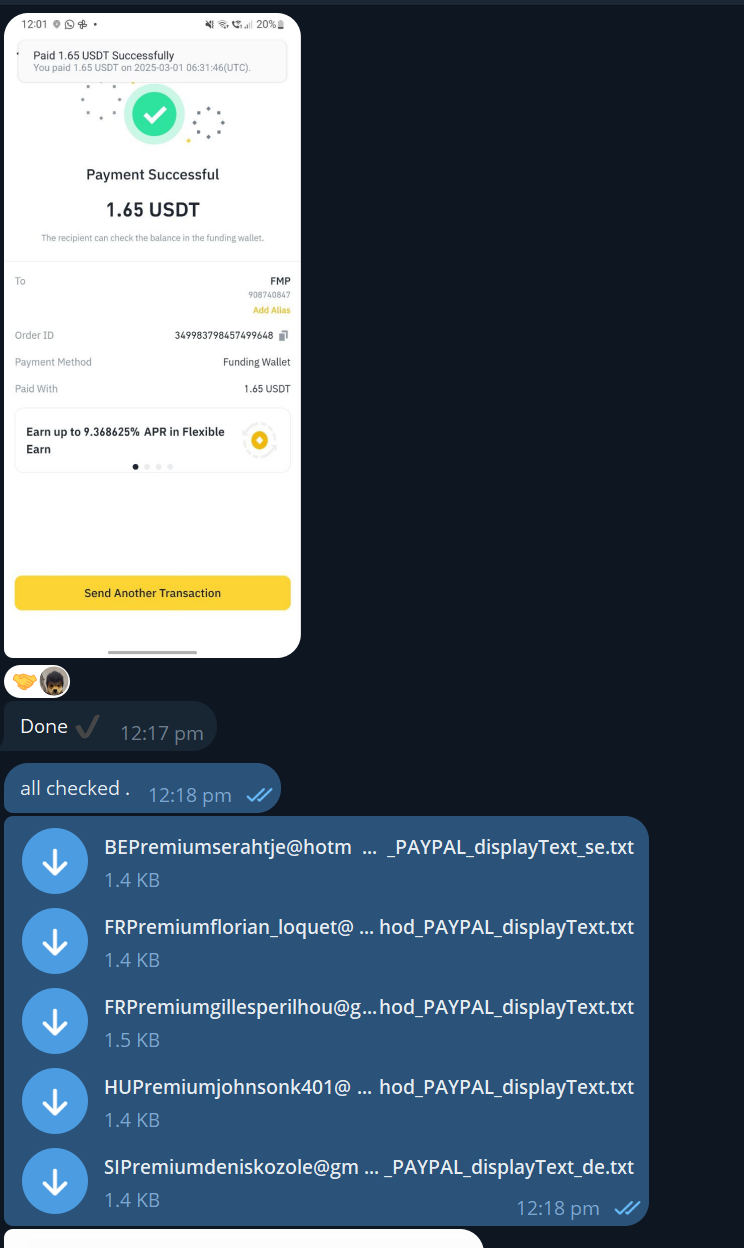 12:01
20%
Paid 1.65 USDT Successfully
You paid 1.65 USDT on 2025-03-01 06:31:46(UTC).
Payment Successful
1.65 USDT
The recipient can check the balance in the funding wallet.
To FMP
908740847
Add Alias
Order ID 349983798457499648
Payment Method Funding Wallet
Paid With 1.65 USDT
Earn up to 9.368625% APR in Flexible
Earn
Send Another Transaction
Done ✓ 12:17 pm
all checked . 12:18 pm
BEPremiumserahtje@hotm ... _PAYPAL_displayText_se.txt
1.4 KB
FRPremiumflorian_loquet@ ... hod_PAYPAL_displayText.txt
1.4 KB
FRPremiumgillesperilhou@g...hod_PAYPAL_displayText.txt
1.5 KB
HUPremiumjohnsonk401@ ... hod_PAYPAL_displayText.txt
1.4 KB
SIPremiumdeniskozole@gm ... _PAYPAL_displayText_de.txt
1.4 KB
12:18 pm